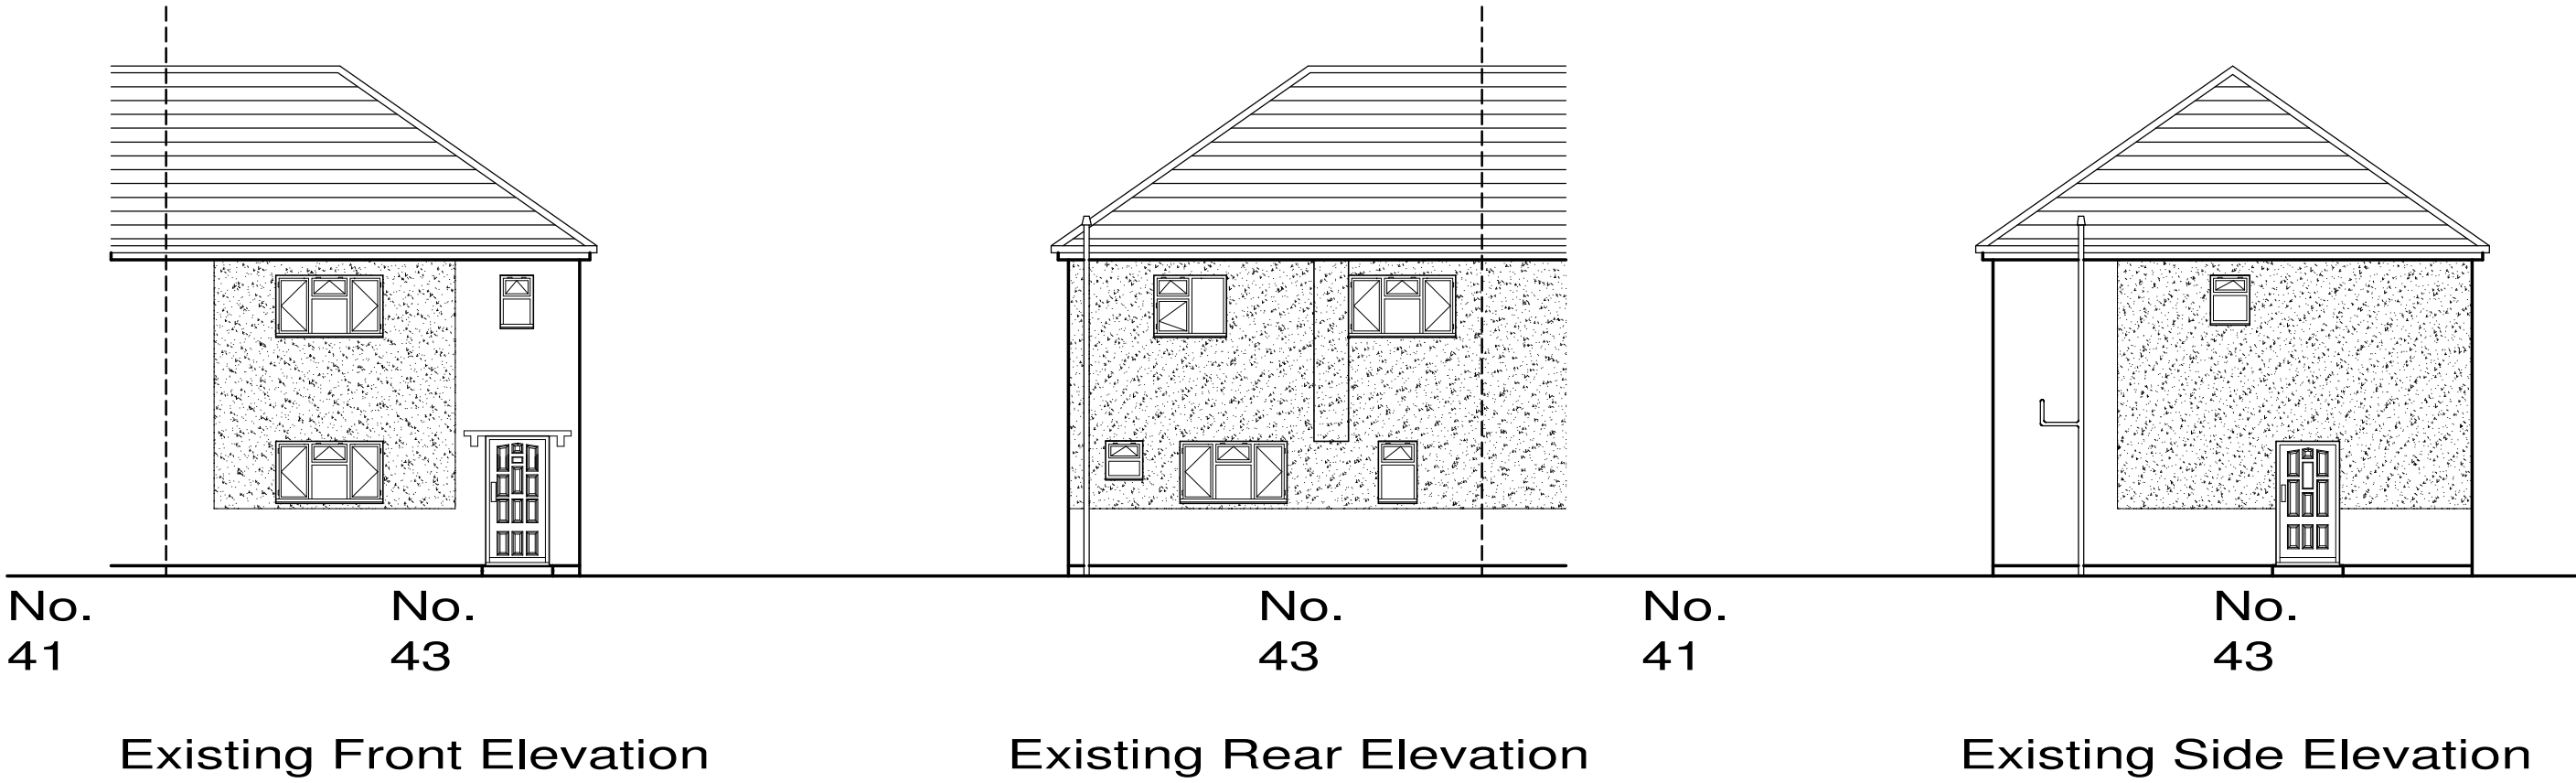 No. 41
No. 43
No. 43
No. 41
No. 43
Existing Front Elevation
Existing Rear Elevation
Existing Side Elevation